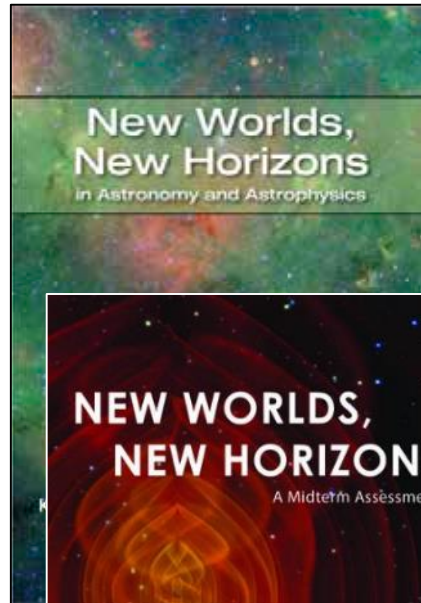 New Worlds,
New Horizons
in Astronomy and Astrophysics
NEW WORLDS,
NEW HORIZON
A Midterm Assessme
K